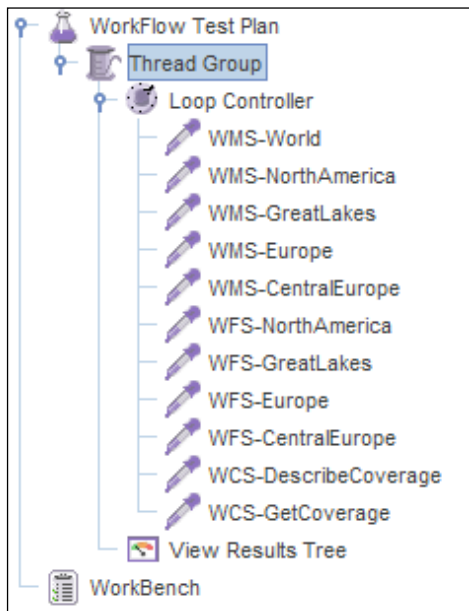 WorkFlow Test Plan
Thread Group
Loop Controller
WMS-World
WMS-NorthAmerica
WMS-GreatLakes
WMS-Europe
WMS-CentralEurope
WFS-NorthAmerica
WFS-GreatLakes
WFS-Europe
WFS-CentralEurope
WCS-DescribeCoverage
WCS-GetCoverage
View Results Tree
WorkBench